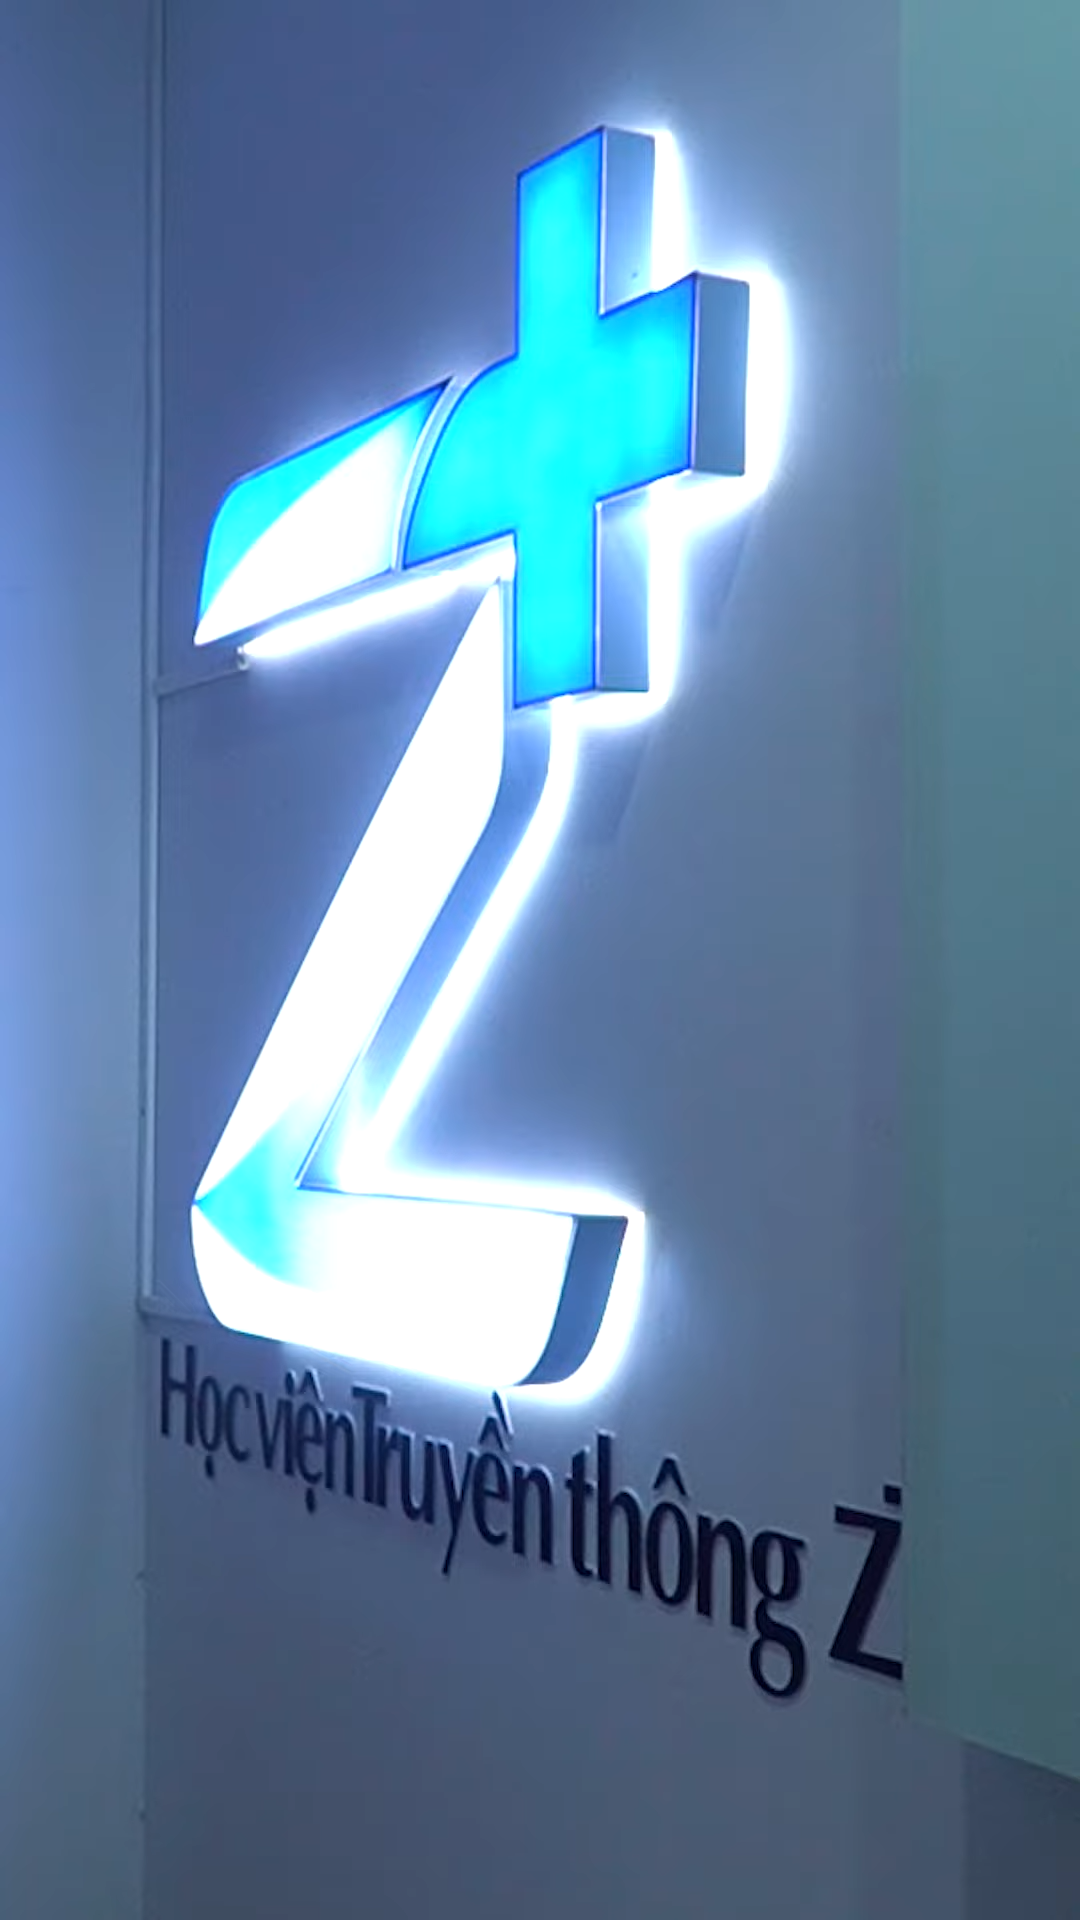 Z+
Học viện Truyền thông Ż